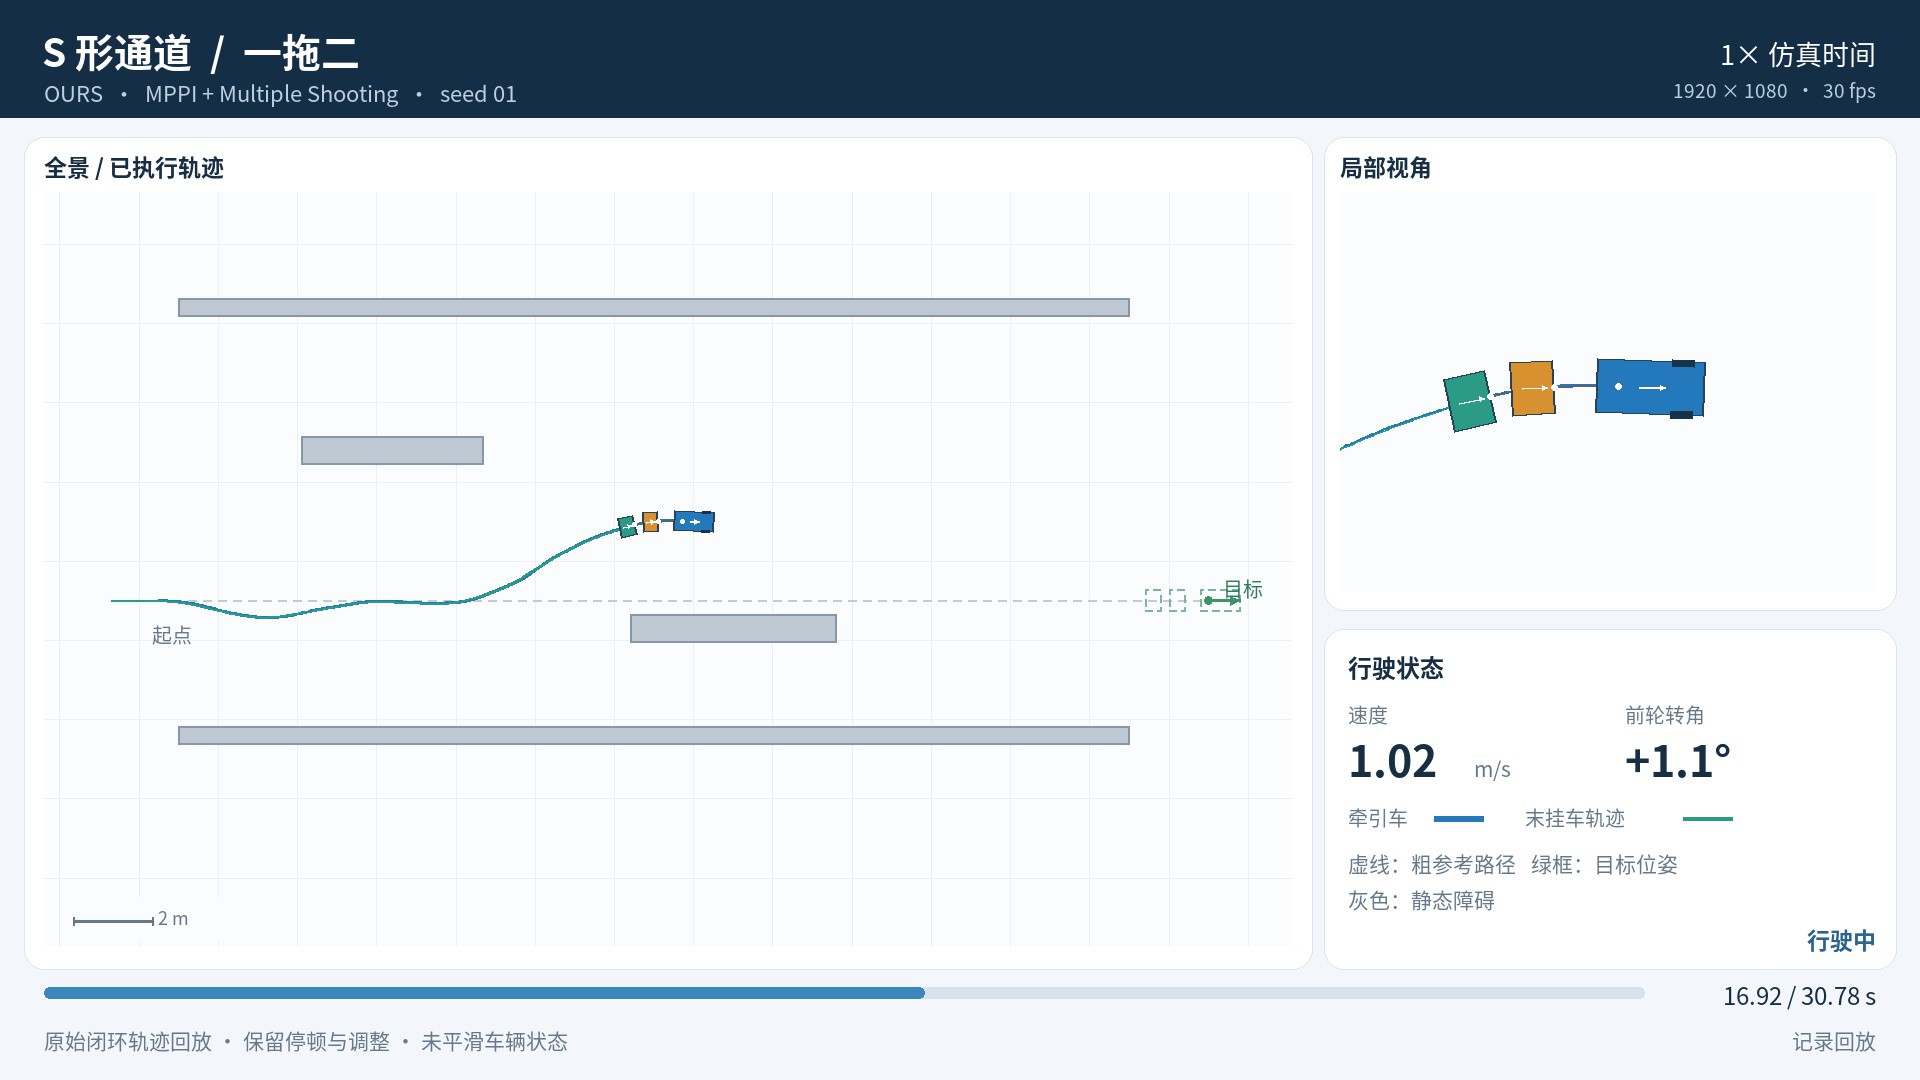 S 形通道 / 一拖二
OURS • MPPI + Multiple Shooting • seed 01
1× 仿真时间
1920 × 1080 • 30 fps
全景 / 已执行轨迹
起点
目标
2 m
局部视角
行驶状态
速度
前轮转角
1.02 m/s
+1.1°
牵引车
末挂车轨迹
虚线：粗参考路径 绿框：目标位姿
灰色：静态障碍
行驶中
16.92 / 30.78 s
原始闭环轨迹回放 • 保留停顿与调整 • 未平滑车辆状态
记录回放